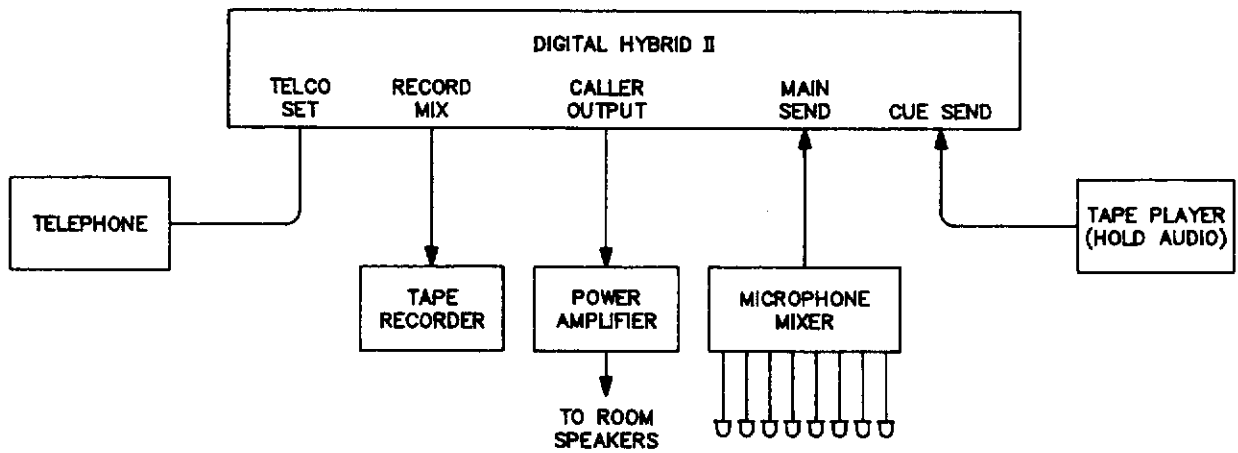 DIGITAL HYBRID II
TELCO
SET
RECORD
MIX
CALLER
OUTPUT
MAIN
SEND
CUE SEND
TELEPHONE
TAPE PLAYER
(HOLD AUDIO)
TAPE
RECORDER
POWER
AMPLIFIER
MICROPHONE
MIXER
TO ROOM
SPEAKERS